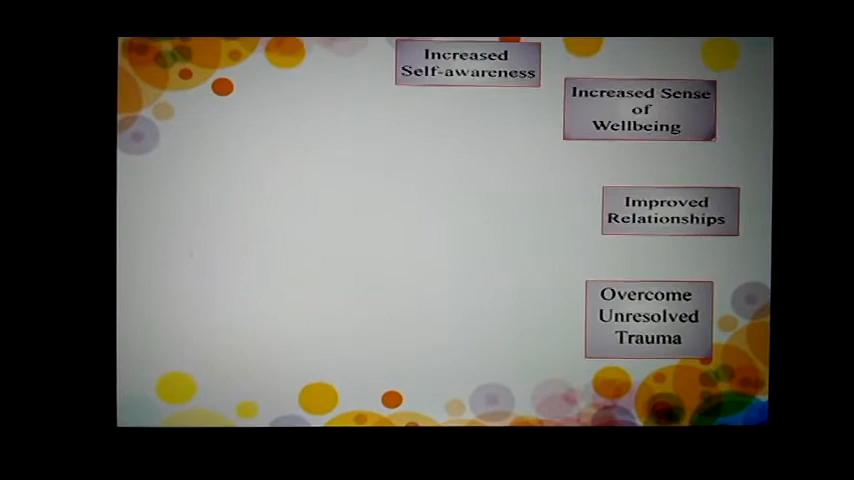 Increased
Self-awareness
Increased Sense
of
Wellbeing
Improved
Relationships
Overcome
Unresolved
Trauma